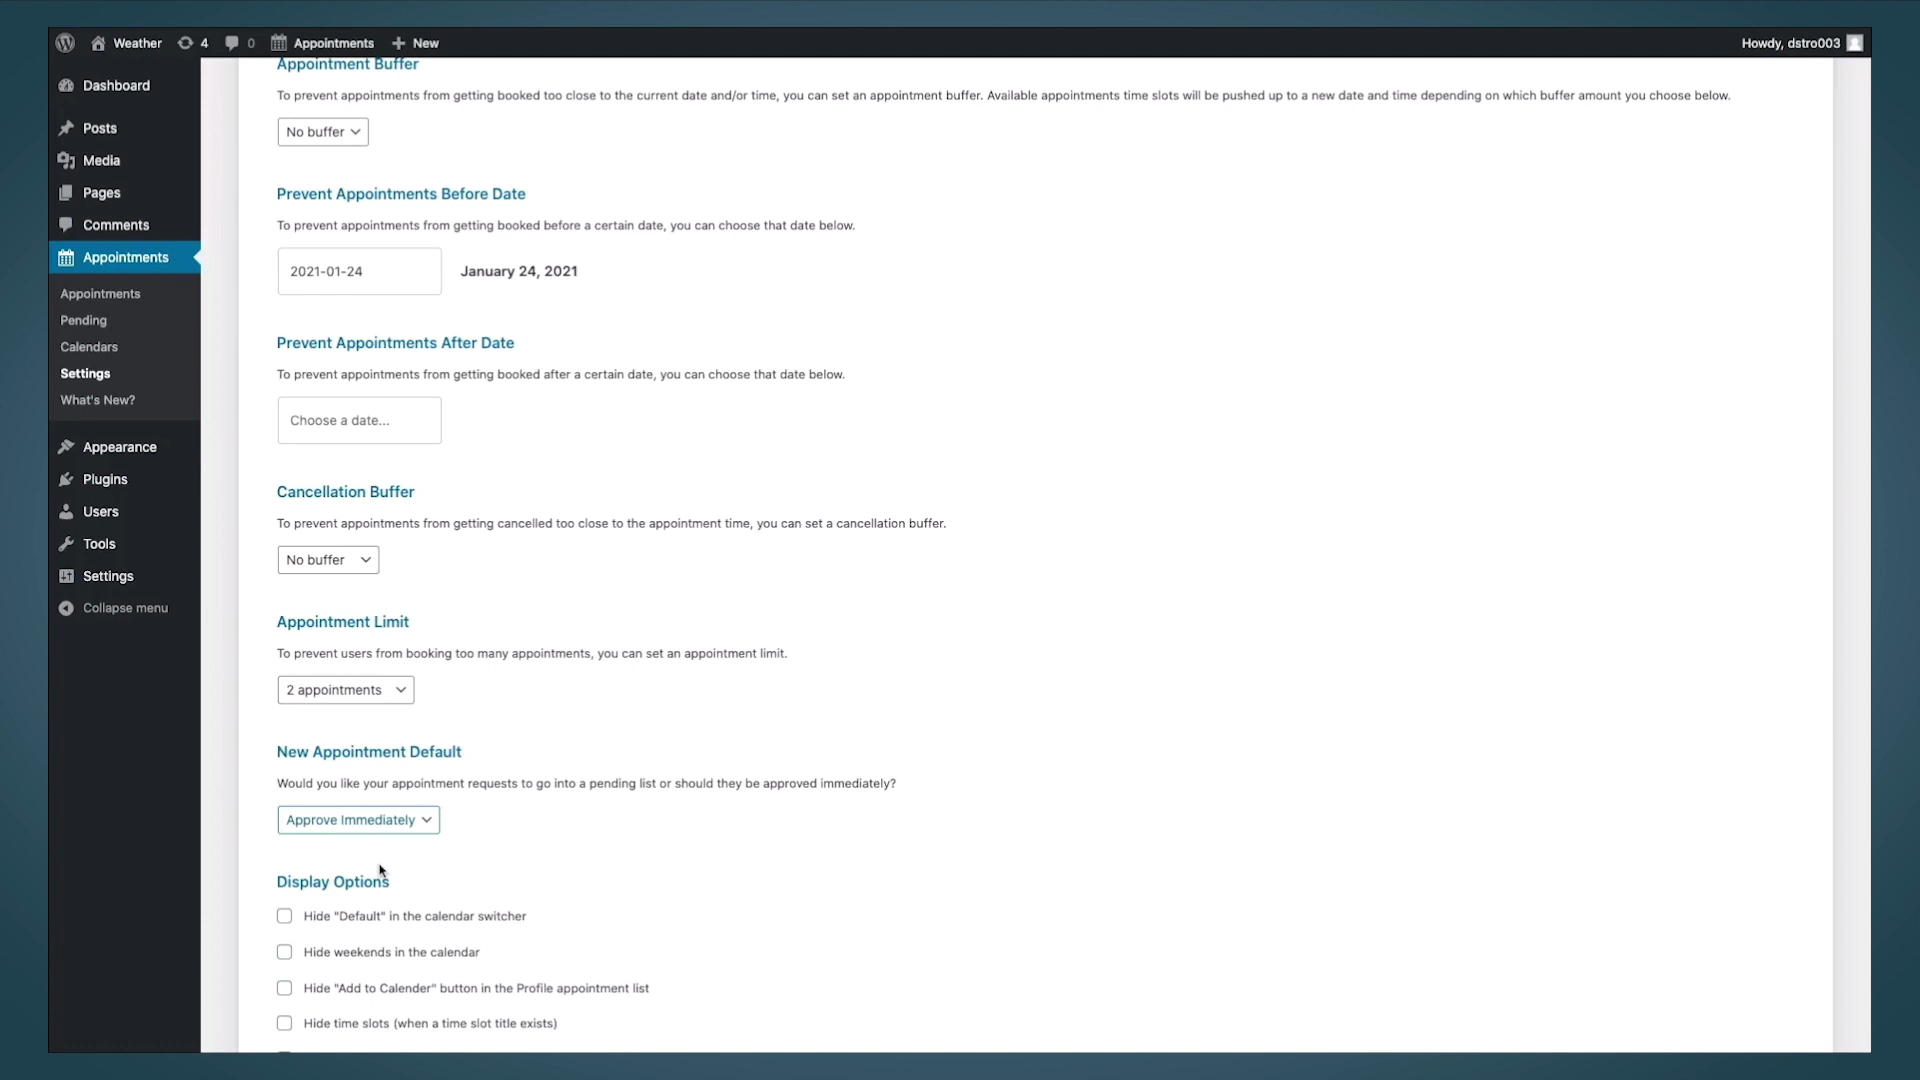 Weather 4 0 Appointments New Howdy, dstro003
Dashboard
Posts
Media
Pages
Comments
Appointments
Appointments
Pending
Calendars
Settings
What's New?
Appearance
Plugins
Users
Tools
Settings
Collapse menu
Appointment Buffer
To prevent appointments from getting booked too close to the current date and/or time, you can set an appointment buffer. Available appointments time slots will be pushed up to a new date and time depending on which buffer amount you choose below.
No buffer
Prevent Appointments Before Date
To prevent appointments from getting booked before a certain date, you can choose that date below.
2021-01-24 January 24, 2021
Prevent Appointments After Date
To prevent appointments from getting booked after a certain date, you can choose that date below.
Choose a date...
Cancellation Buffer
To prevent appointments from getting cancelled too close to the appointment time, you can set a cancellation buffer.
No buffer
Appointment Limit
To prevent users from booking too many appointments, you can set an appointment limit.
2 appointments
New Appointment Default
Would you like your appointment requests to go into a pending list or should they be approved immediately?
Approve Immediately
Display Options
Hide "Default" in the calendar switcher
Hide weekends in the calendar
Hide "Add to Calender" button in the Profile appointment list
Hide time slots (when a time slot title exists)